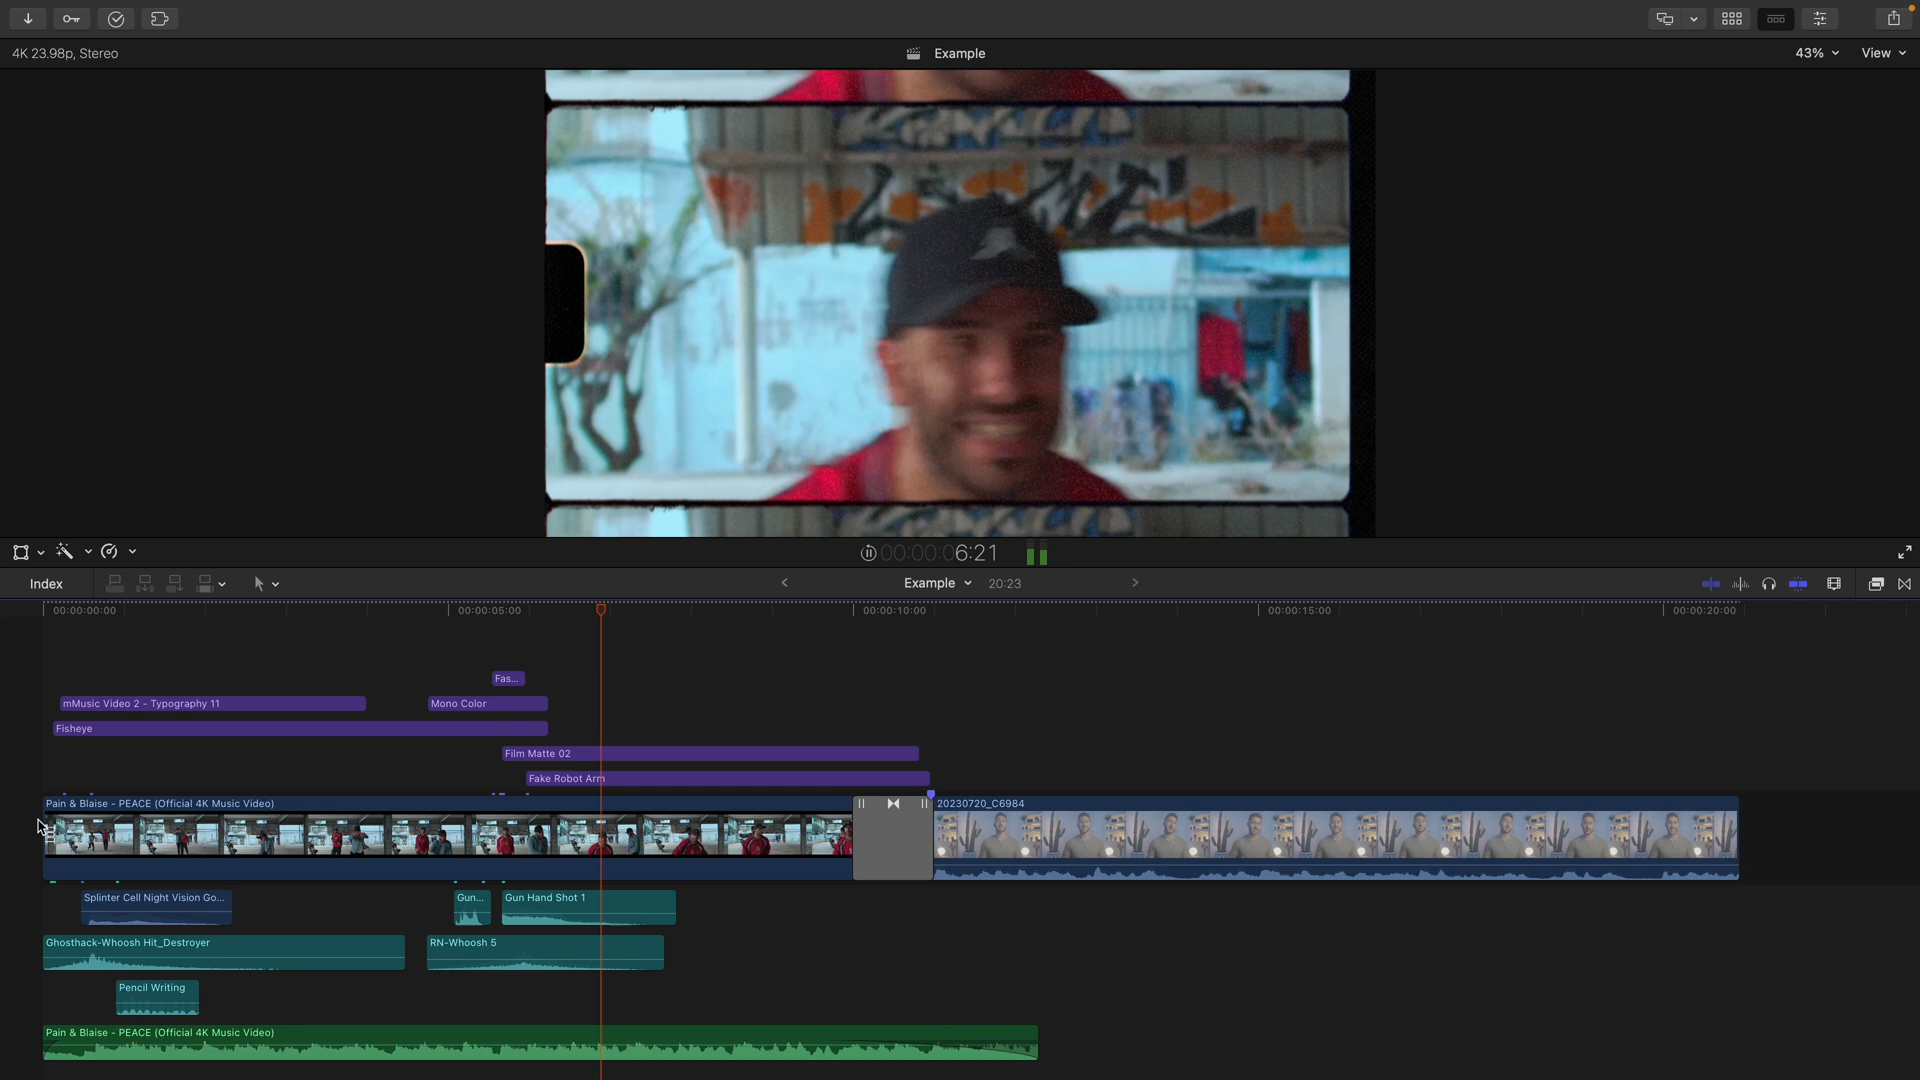 4K 23.98p, Stereo
Example
43%
View
00:00:06:21
Index
Example
20:23
00:00:00:00
00:00:05:00
00:00:10:00
00:00:15:00
00:00:20:00
Fas...
mMusic Video 2 - Typography 11
Mono Color
Fisheye
Film Matte 02
Fake Robot Arm
Pain & Blaise - PEACE (Official 4K Music Video)
20230720_C6984
Splinter Cell Night Vision Go...
Gun...
Gun Hand Shot 1
Ghosthack-Whoosh Hit_Destroyer
RN-Whoosh 5
Pencil Writing
Pain & Blaise - PEACE (Official 4K Music Video)